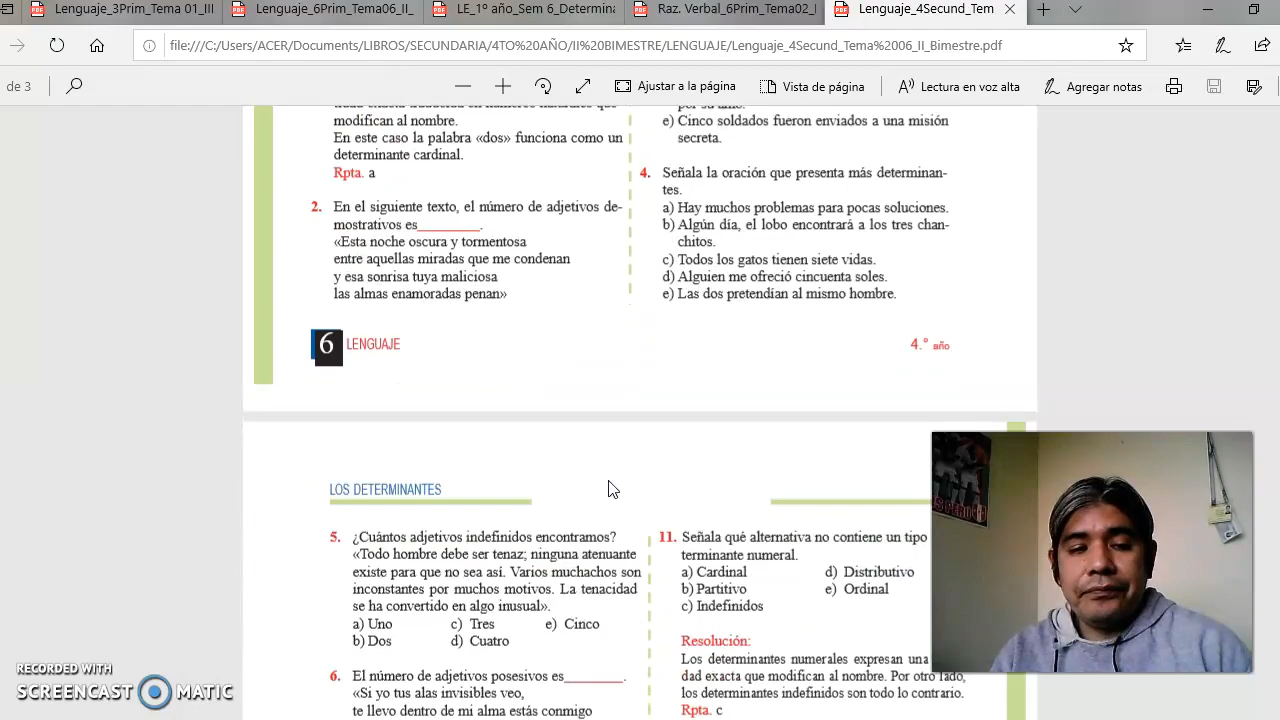 Lenguaje_3Prim_Tema 01_III
Lenguaje_6Prim_Tema06_II
LE_1º año_Sem 6_Determina
Raz. Verbal_6Prim_Tema02_I
Lenguaje_4Secund_Tem
file:///C:/Users/ACER/Documents/LIBROS/SECUNDARIA/4TO%20AÑO/II%20BIMESTRE/LENGUAJE/Lenguaje_4Secund_Tema%2006_II_Bimestre.pdf
de 3
Ajustar a la página
Vista de página
Lectura en voz alta
Agregar notas
modifican al nombre.
En este caso la palabra «dos» funciona como un
determinante cardinal.
Rpta. a
2. En el siguiente texto, el número de adjetivos de-
mostrativos es________.
«Esta noche oscura y tormentosa
entre aquellas miradas que me condenan
y esa sonrisa tuya maliciosa
las almas enamoradas penan»
por su amo.
e) Cinco soldados fueron enviados a una misión
secreta.
4. Señala la oración que presenta más determinan-
tes.
a) Hay muchos problemas para pocas soluciones.
b) Algún día, el lobo encontrará a los tres chan-
chitos.
c) Todos los gatos tienen siete vidas.
d) Alguien me ofreció cincuenta soles.
e) Las dos pretendían al mismo hombre.
6 LENGUAJE
4.° año
LOS DETERMINANTES
5. ¿Cuántos adjetivos indefinidos encontramos?
«Todo hombre debe ser tenaz; ninguna atenuante
existe para que no sea así. Varios muchachos son
inconstantes por muchos motivos. La tenacidad
se ha convertido en algo inusual».
a) Uno c) Tres e) Cinco
b) Dos d) Cuatro
6. El número de adjetivos posesivos es________.
«Si yo tus alas invisibles veo,
te llevo dentro de mi alma estás conmigo
11. Señala qué alternativa no contiene un tipo
terminante numeral.
a) Cardinal d) Distributivo
b) Partitivo e) Ordinal
c) Indefinidos
Resolución:
Los determinantes numerales expresan una
dad exacta que modifican al nombre. Por otro lado,
los determinantes indefinidos son todo lo contrario.
Rpta. c
RECORDED WITH
SCREENCAST MATIC